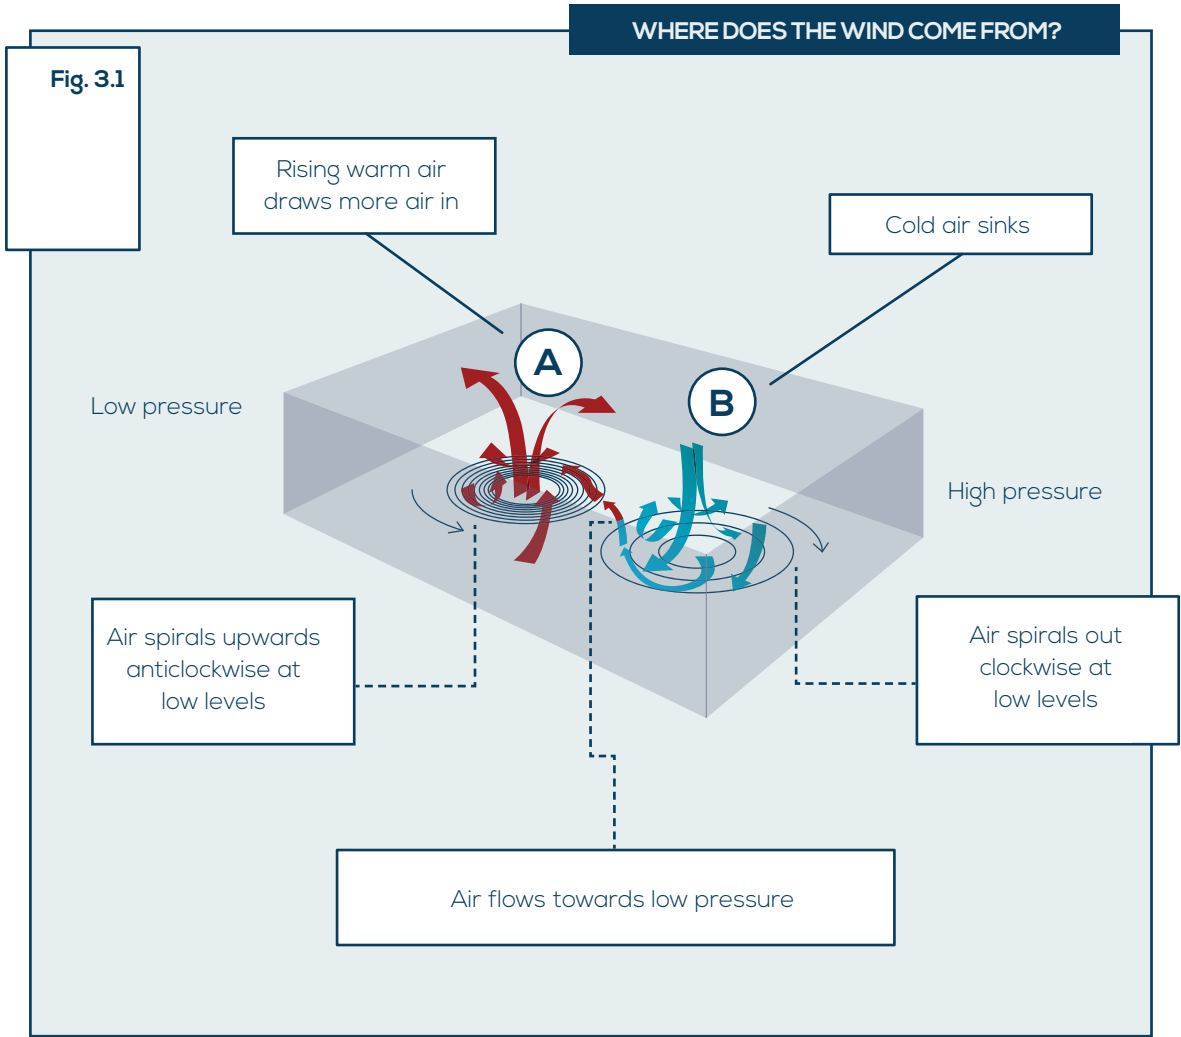 WHERE DOES THE WIND COME FROM?
Fig. 3.1
Rising warm air
draws more air in
Cold air sinks
A
B
Low pressure
High pressure
Air spirals upwards
anticlockwise at
low levels
Air spirals out
clockwise at
low levels
Air flows towards low pressure